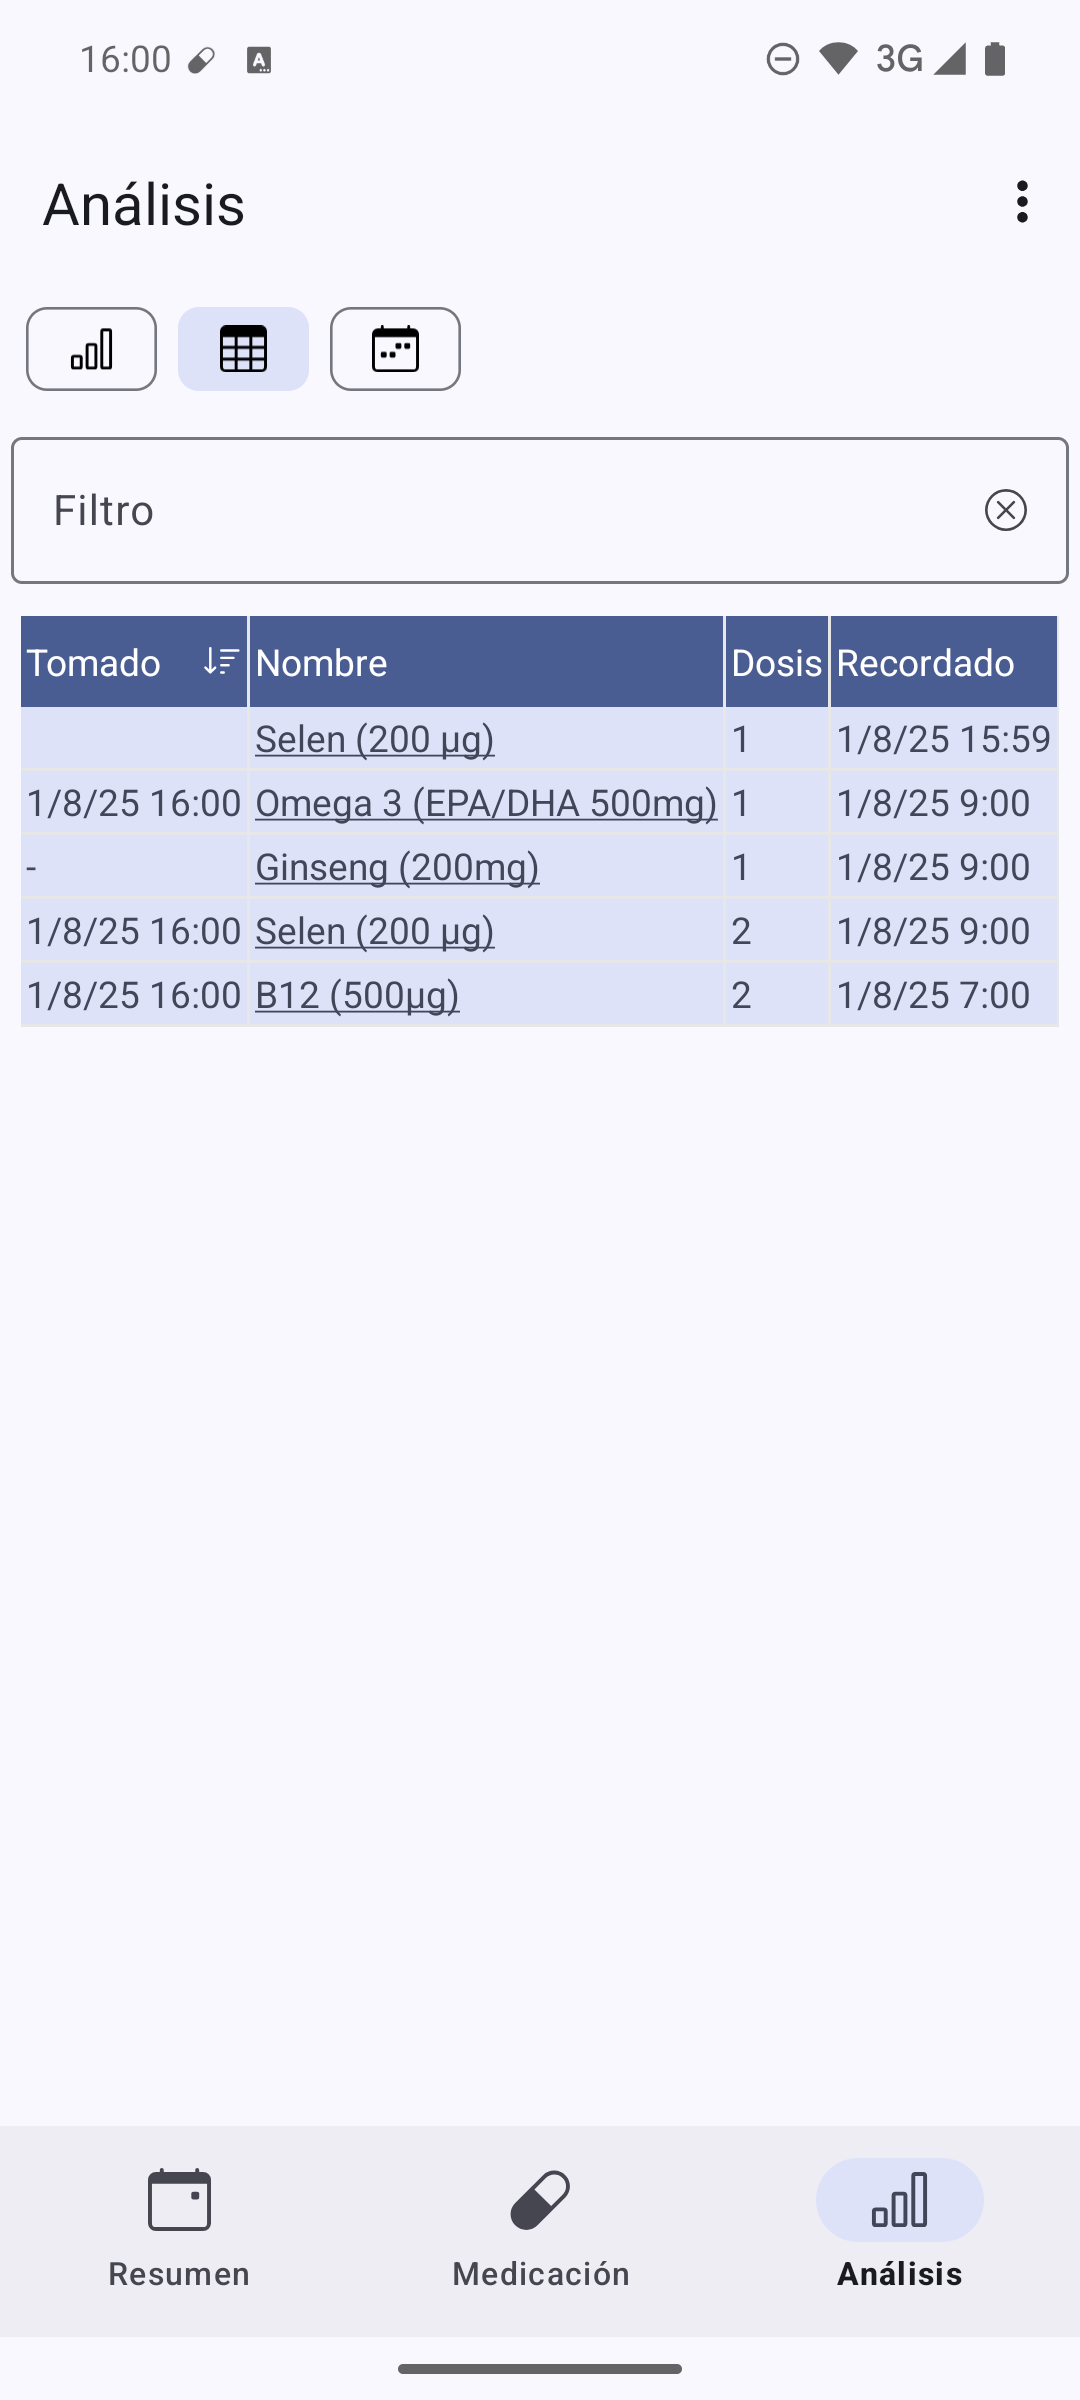 16:00 3G
Análisis
Filtro
Tomado Nombre Dosis Recordado
Selen (200 µg) 1 1/8/25 15:59
1/8/25 16:00 Omega 3 (EPA/DHA 500mg) 1 1/8/25 9:00
- Ginseng (200mg) 1 1/8/25 9:00
1/8/25 16:00 Selen (200 µg) 2 1/8/25 9:00
1/8/25 16:00 B12 (500µg) 2 1/8/25 7:00
Resumen Medicación Análisis